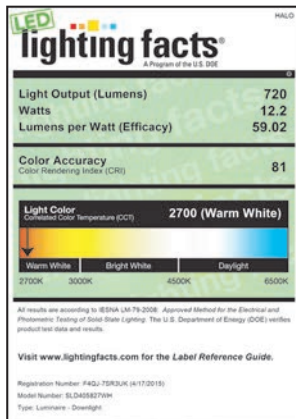 HALO
LED
lighting facts®
A Program of the U.S. DOE
Light Output (Lumens) 720
Watts 12.2
Lumens per Watt (Efficacy) 59.02
Color Accuracy 81
Color Rendering Index (CRI)
Light Color 2700 (Warm White)
Correlated Color Temperature (CCT)
Warm White Bright White Daylight
2700K 3000K 4500K 6500K
All results are according to IESNA LM-79-2008: Approved Method for the Electrical and
Photometric Testing of Solid-State Lighting. The U.S. Department of Energy (DOE) verifies
product test data and results.
Visit www.lightingfacts.com for the Label Reference Guide.
Registration Number: F4GJ-7SR3UK (4/17/2015)
Model Number: SLD405827WH
Type: Luminaire - Downlight